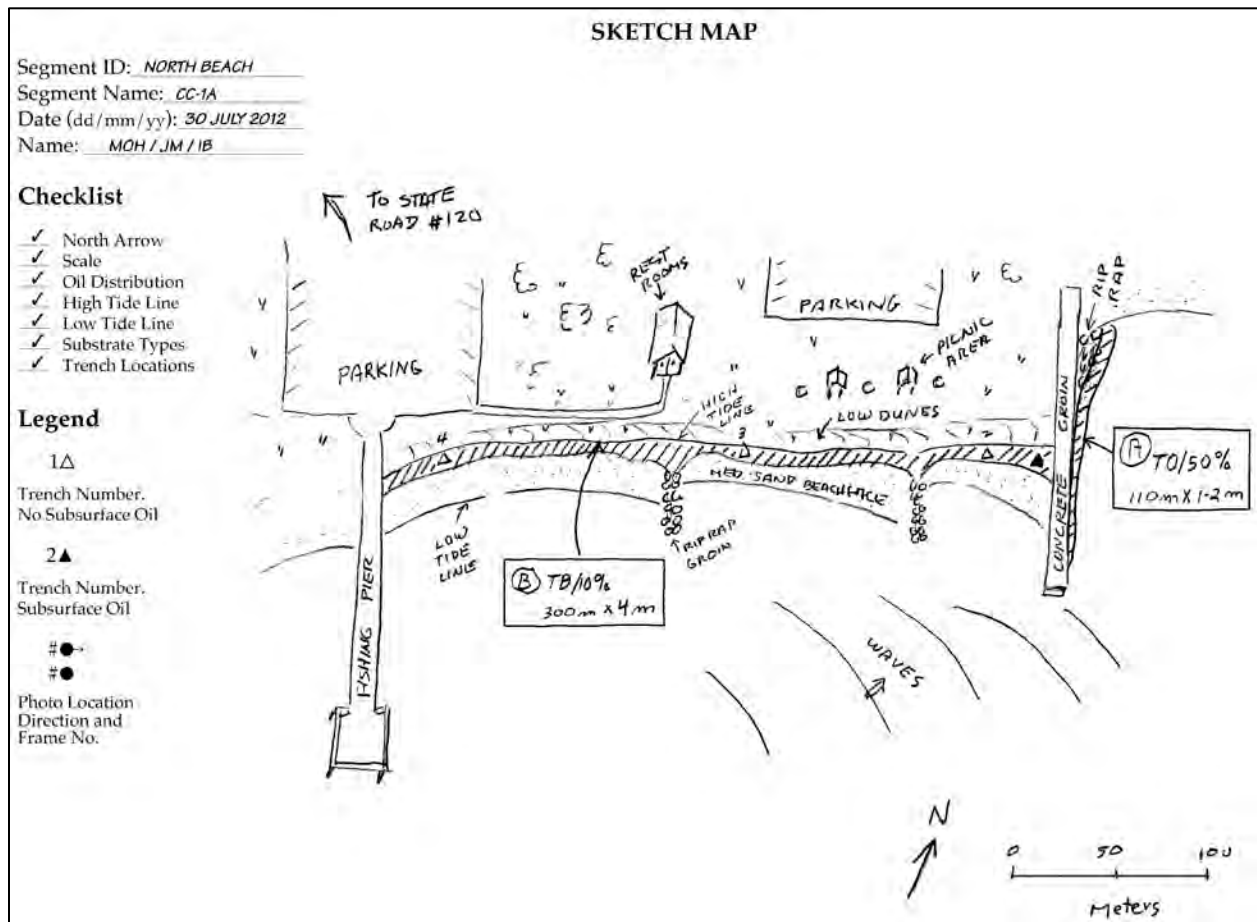 SKETCH MAP
Segment ID: NORTH BEACH
Segment Name: CC-1A
Date (dd/mm/yy): 30 JULY 2012
Name: MOH / JM / IB
Checklist
✓ North Arrow
✓ Scale
✓ Oil Distribution
✓ High Tide Line
✓ Low Tide Line
✓ Substrate Types
✓ Trench Locations
Legend
1△
Trench Number.
No Subsurface Oil
2▲
Trench Number.
Subsurface Oil
#●→
#●
Photo Location
Direction and
Frame No.
TO STATE
ROAD #120
REST
ROOMS
PARKING
PARKING
PICNIC
AREA
RIP
RAP
HIGH
TIDE
LINE
LOW DUNES
4
3
2
MED. SAND BEACHFACE
CONCRETE GROIN
A TO/50%
110m X 1-2 m
LOW
TIDE
LINE
RIPRAP
GROIN
B TB/10%
300m X 4m
FISHING PIER
WAVES
N
0 50 100
Meters